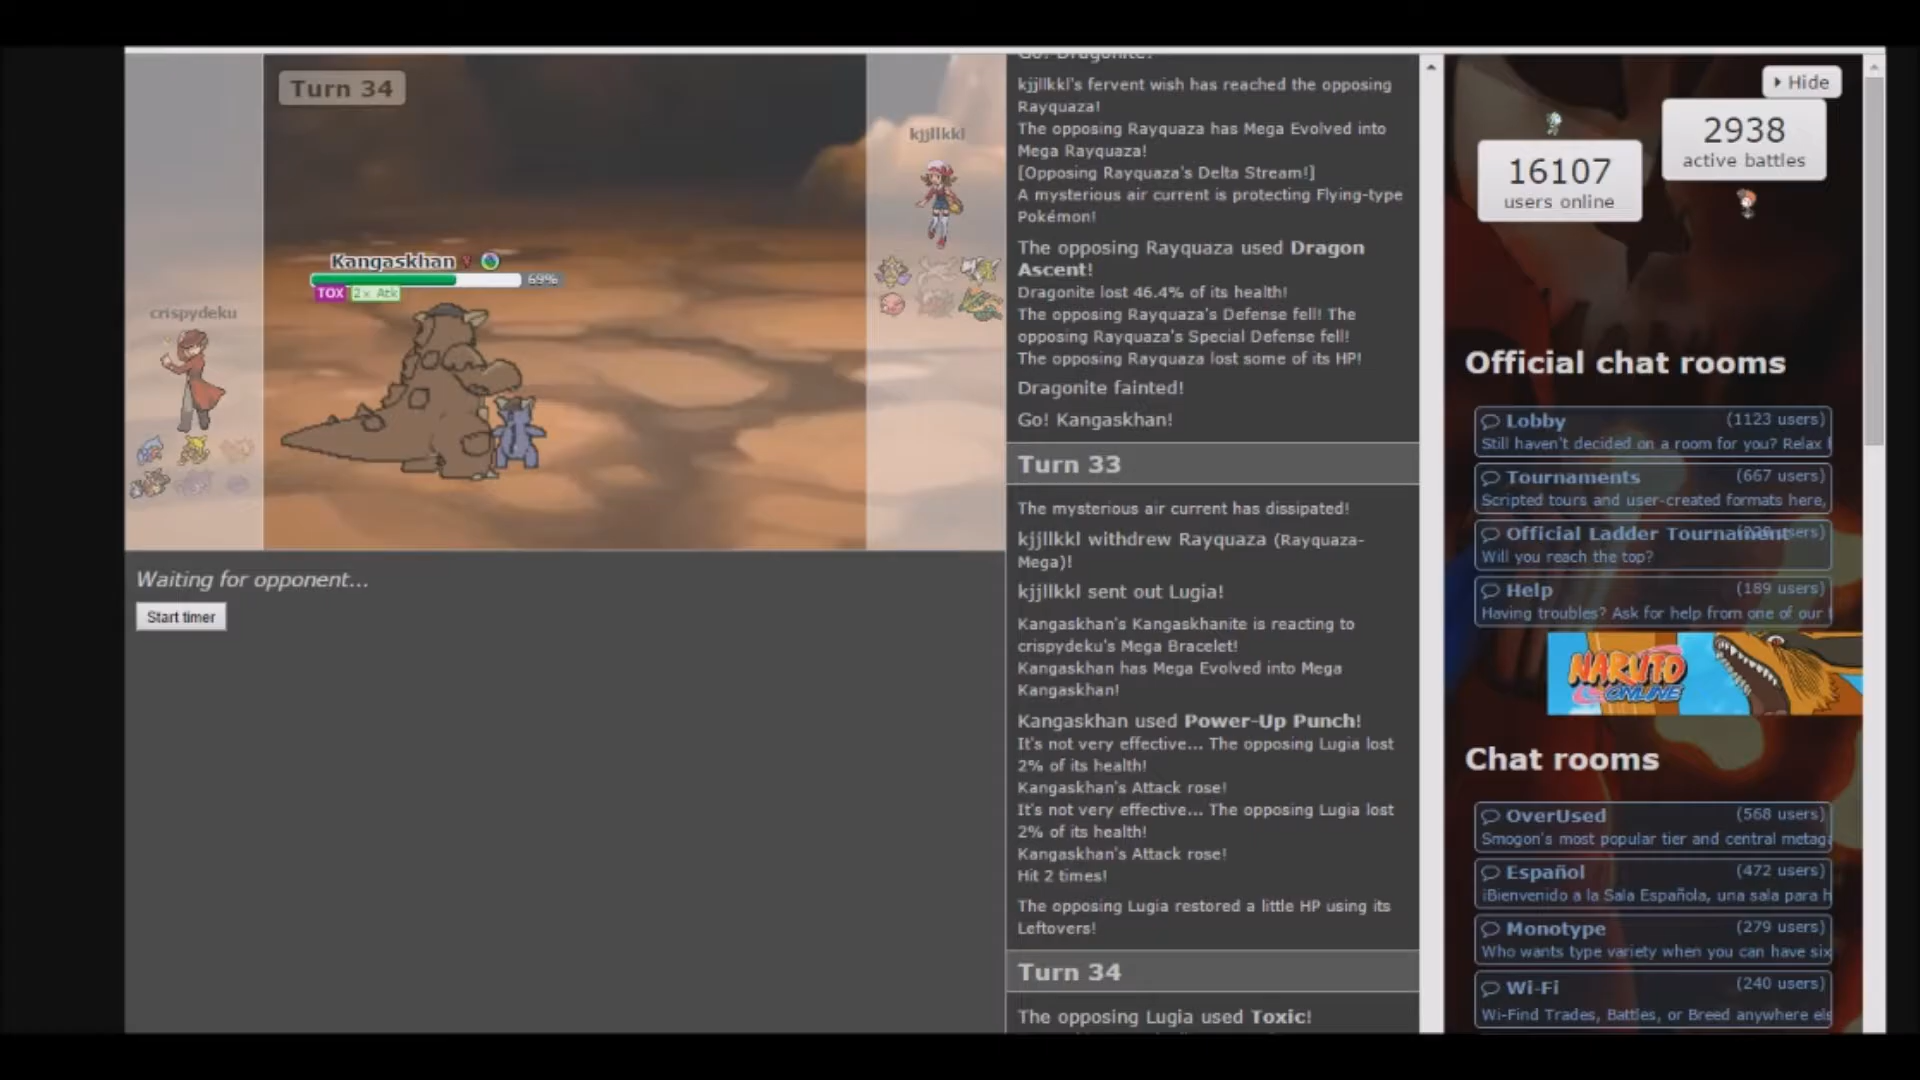 Turn 34
Kangaskhan
69%
TOX 2x Atk
crispydeku
kjjllkkl
Waiting for opponent...
Start timer
Go! Dragonite!
kjjllkkl's fervent wish has reached the opposing
Rayquaza!
The opposing Rayquaza has Mega Evolved into
Mega Rayquaza!
[Opposing Rayquaza's Delta Stream!]
A mysterious air current is protecting Flying-type
Pokémon!
The opposing Rayquaza used Dragon
Ascent!
Dragonite lost 46.4% of its health!
The opposing Rayquaza's Defense fell! The
opposing Rayquaza's Special Defense fell!
The opposing Rayquaza lost some of its HP!
Dragonite fainted!
Go! Kangaskhan!
Turn 33
The mysterious air current has dissipated!
kjjllkkl withdrew Rayquaza (Rayquaza-
Mega)!
kjjllkkl sent out Lugia!
Kangaskhan's Kangaskhanite is reacting to
crispydeku's Mega Bracelet!
Kangaskhan has Mega Evolved into Mega
Kangaskhan!
Kangaskhan used Power-Up Punch!
It's not very effective... The opposing Lugia lost
2% of its health!
Kangaskhan's Attack rose!
It's not very effective... The opposing Lugia lost
2% of its health!
Kangaskhan's Attack rose!
Hit 2 times!
The opposing Lugia restored a little HP using its
Leftovers!
Turn 34
The opposing Lugia used Toxic!
Hide
16107
users online
2938
active battles
Official chat rooms
Lobby (1123 users)
Still haven't decided on a room for you? Relax
Tournaments (667 users)
Scripted tours and user-created formats here,
Official Ladder Tournament users)
Will you reach the top?
Help (189 users)
Having troubles? Ask for help from one of our
NARUTO
ONLINE
Chat rooms
OverUsed (568 users)
Smogon's most popular tier and central metaga
Español (472 users)
¡Bienvenido a la Sala Española, una sala para h
Monotype (279 users)
Who wants type variety when you can have six
Wi-Fi (240 users)
Wi-Find Trades, Battles, or Breed anywhere els